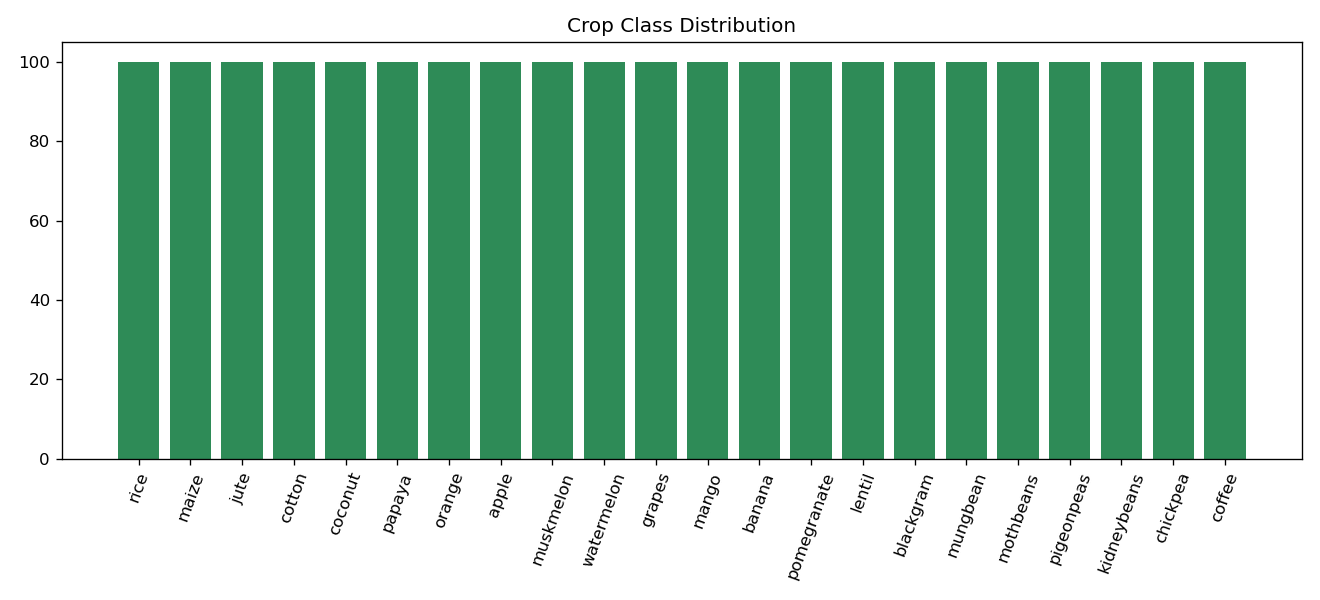 Crop Class Distribution
100
80
60
40
20
0
rice
maize
jute
cotton
coconut
papaya
orange
apple
muskmelon
watermelon
grapes
mango
banana
pomegranate
lentil
blackgram
mungbean
mothbeans
pigeonpeas
kidneybeans
chickpea
coffee